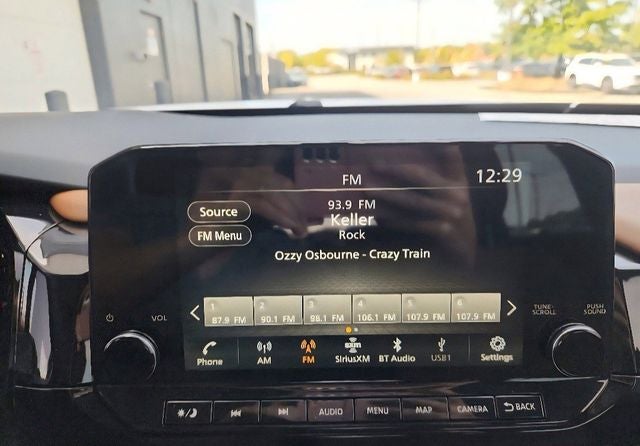 FM 12:29
Source
FM Menu
93.9 FM
Keller
Rock
Ozzy Osbourne - Crazy Train
1 2 3 4 5 6
87.9 FM 90.1 FM 98.1 FM 106.1 FM 107.9 FM 107.9 FM
VOL
TUNE·SCROLL
PUSH SOUND
Phone AM FM SiriusXM BT Audio USB1 Settings
AUDIO MENU MAP CAMERA BACK